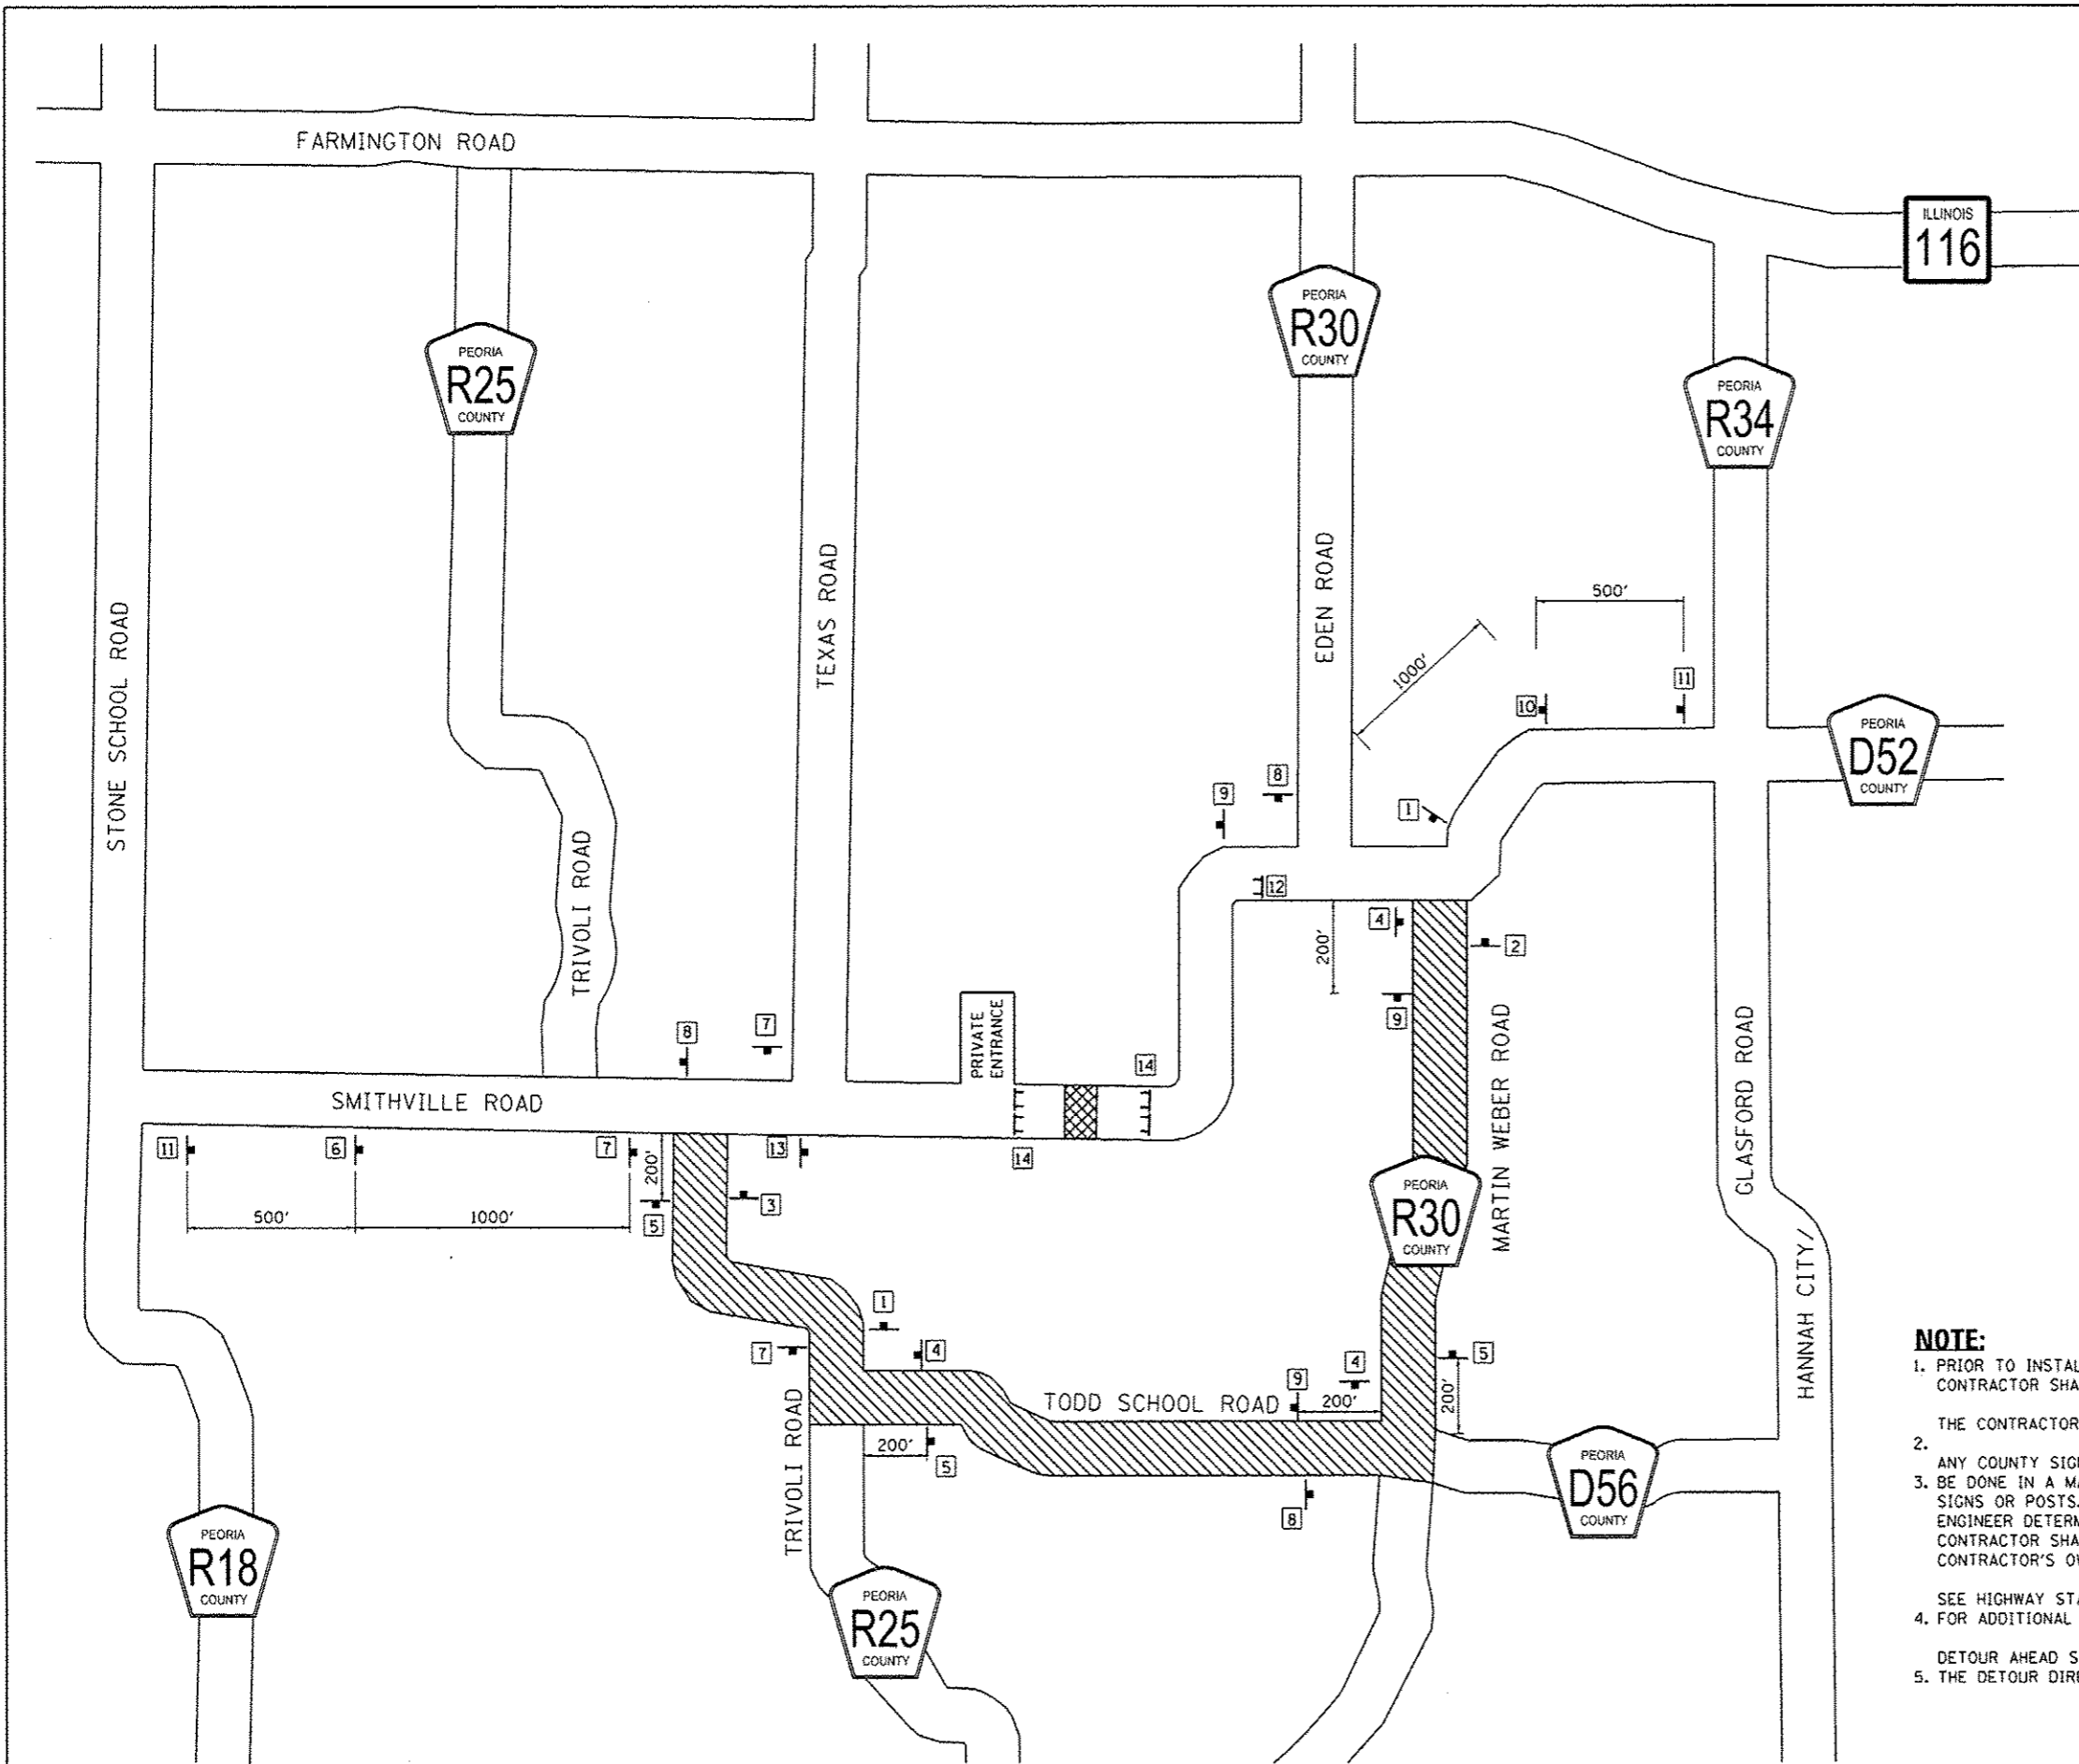 FARMINGTON ROAD
ILLINOIS
116
PEORIA
R30
COUNTY
PEORIA
R25
COUNTY
PEORIA
R34
COUNTY
STONE SCHOOL ROAD
TEXAS ROAD
EDEN ROAD
1000'
500'
11
10
PEORIA
D52
COUNTY
8
9
1
TRIVOLI ROAD
12
4
2
200'
9
PRIVATE
ENTRANCE
7
8
14
SMITHVILLE ROAD
MARTIN WEBER ROAD
GLASFORD ROAD
11
6
7
200'
13
14
5
3
500'
1000'
PEORIA
R30
COUNTY
HANNAH CITY/
1
7
4
4
5
9
200'
200'
TODD SCHOOL ROAD
TRIVOLI ROAD
200'
5
8
PEORIA
D56
COUNTY
PEORIA
R18
COUNTY
PEORIA
R25
COUNTY
NOTE:
1. PRIOR TO INSTAL
CONTRACTOR SHA
THE CONTRACTOR
2.
ANY COUNTY SIG
3. BE DONE IN A MA
SIGNS OR POSTS.
ENGINEER DETERM
CONTRACTOR SHA
CONTRACTOR'S OW
SEE HIGHWAY STA
4. FOR ADDITIONAL
DETOUR AHEAD S
5. THE DETOUR DIRE